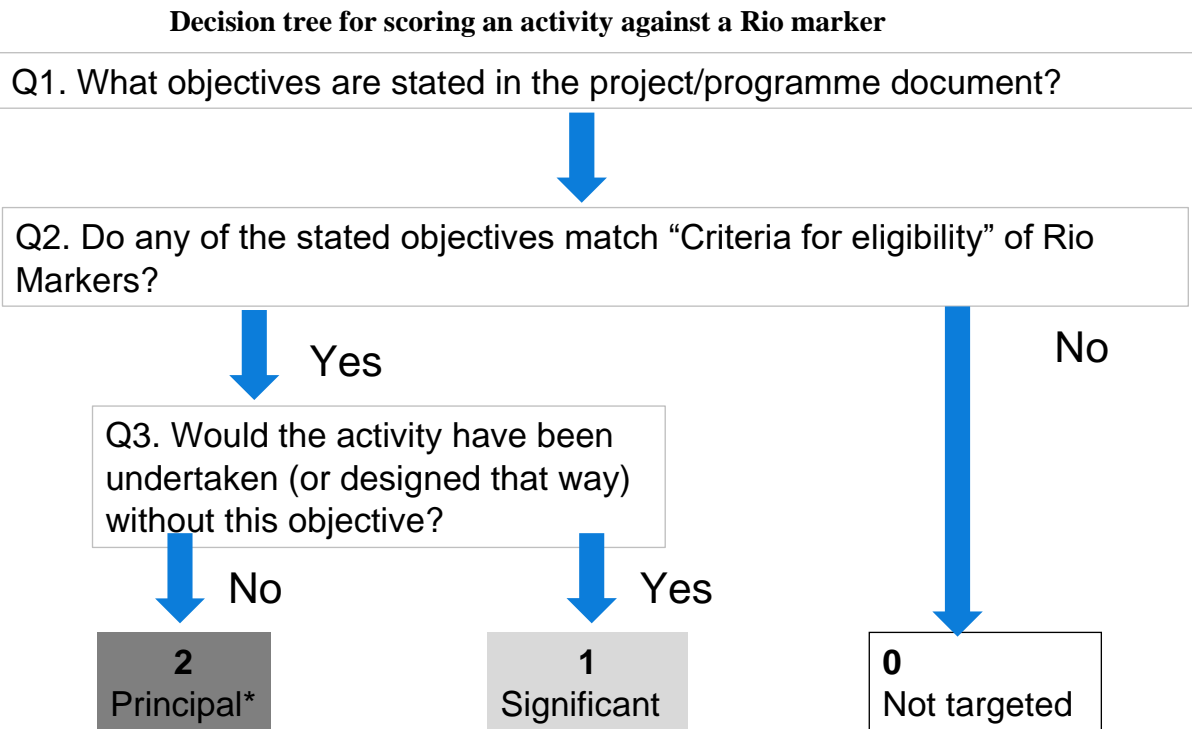 Decision tree for scoring an activity against a Rio marker
Q1. What objectives are stated in the project/programme document?
Q2. Do any of the stated objectives match “Criteria for eligibility” of Rio
Markers?
Yes
No
Q3. Would the activity have been
undertaken (or designed that way)
without this objective?
No
Yes
2
Principal*
1
Significant
0
Not targeted